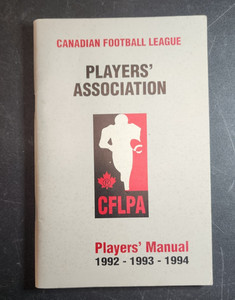 CANADIAN FOOTBALL LEAGUE
PLAYERS'
ASSOCIATION
CFLPA
Players' Manual
1992 - 1993 - 1994